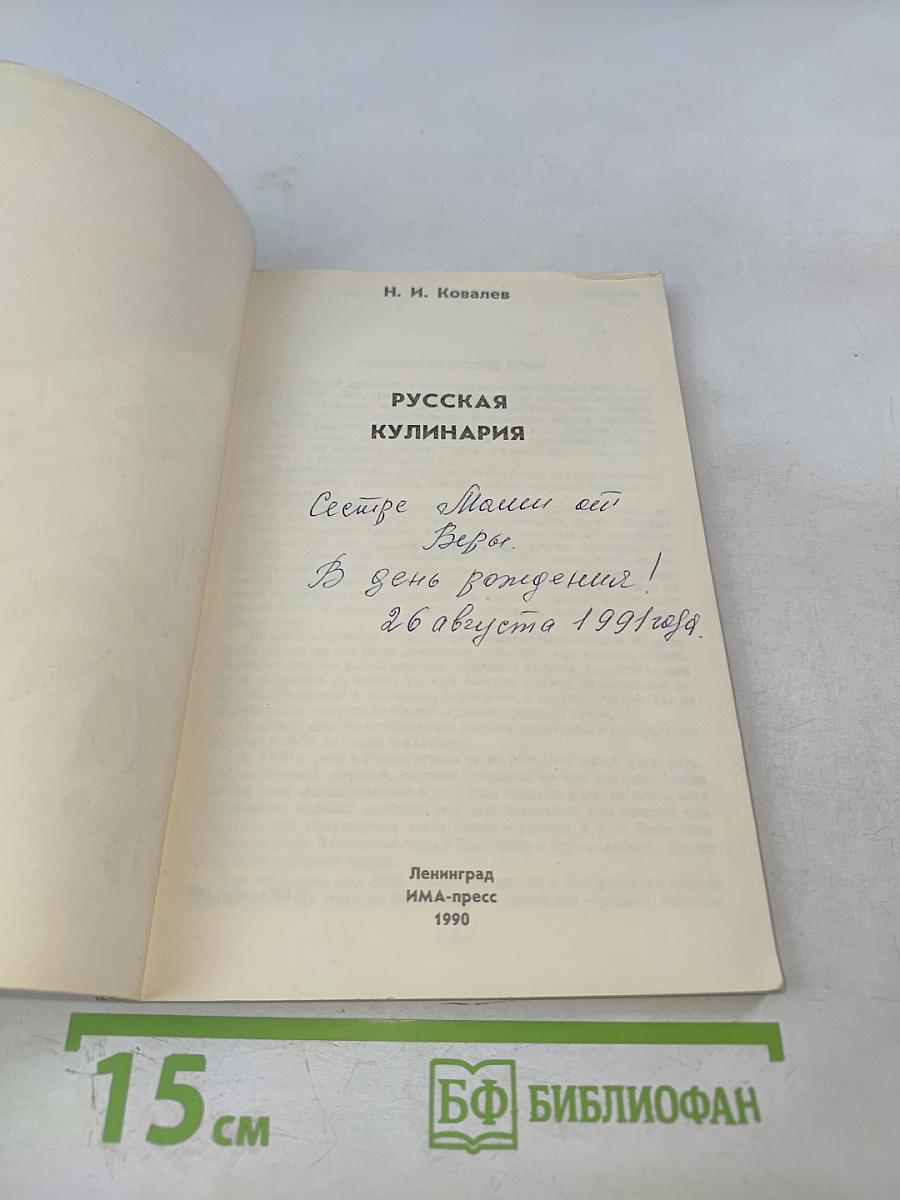 Н. И. Ковалев
РУССКАЯ
КУЛИНАРИЯ
Сестре Маши от
Веры.
В день рождения!
26 августа 1991 года.
Ленинград
ИМА-пресс
1990
15 см
БФ БИБЛИОФАН